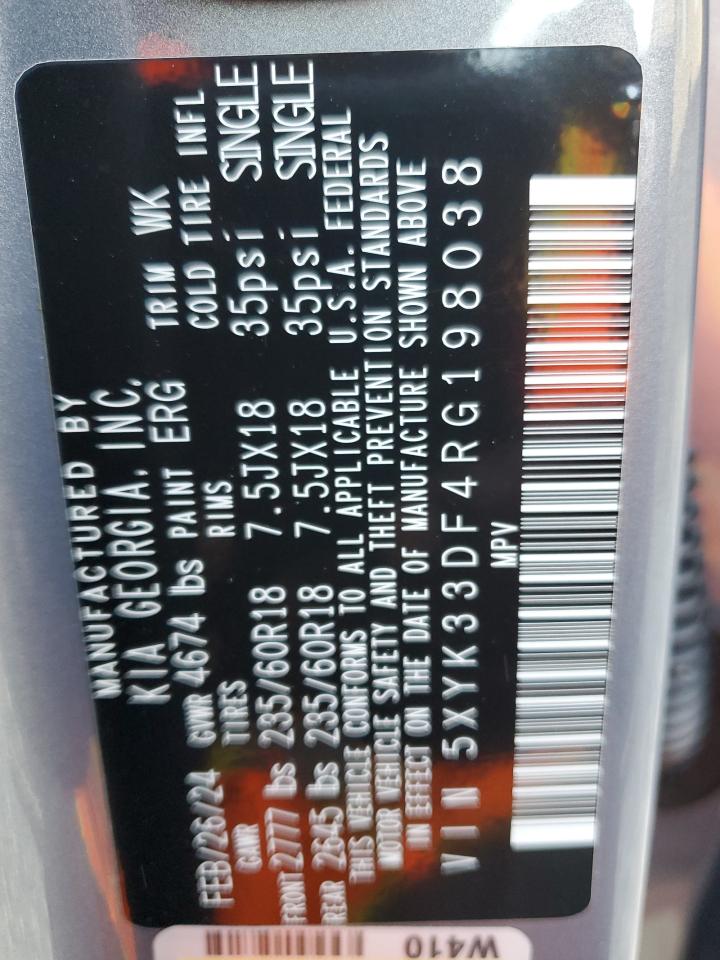 MANUFACTURED BY
KIA GEORGIA, INC.
FEB/26/24 GVWR 4674 lbs PAINT ERG TRIM WK
GAWR TIRES RIMS COLD TIRE INFL
FRONT 2777 lbs 235/60R18 7.5JX18 35psi SINGLE
REAR 2645 lbs 235/60R18 7.5JX18 35psi SINGLE
THIS VEHICLE CONFORMS TO ALL APPLICABLE U.S.A. FEDERAL
MOTOR VEHICLE SAFETY AND THEFT PREVENTION STANDARDS
IN EFFECT ON THE DATE OF MANUFACTURE SHOWN ABOVE
VIN 5XYK33DF4RG198038
MPV
W410